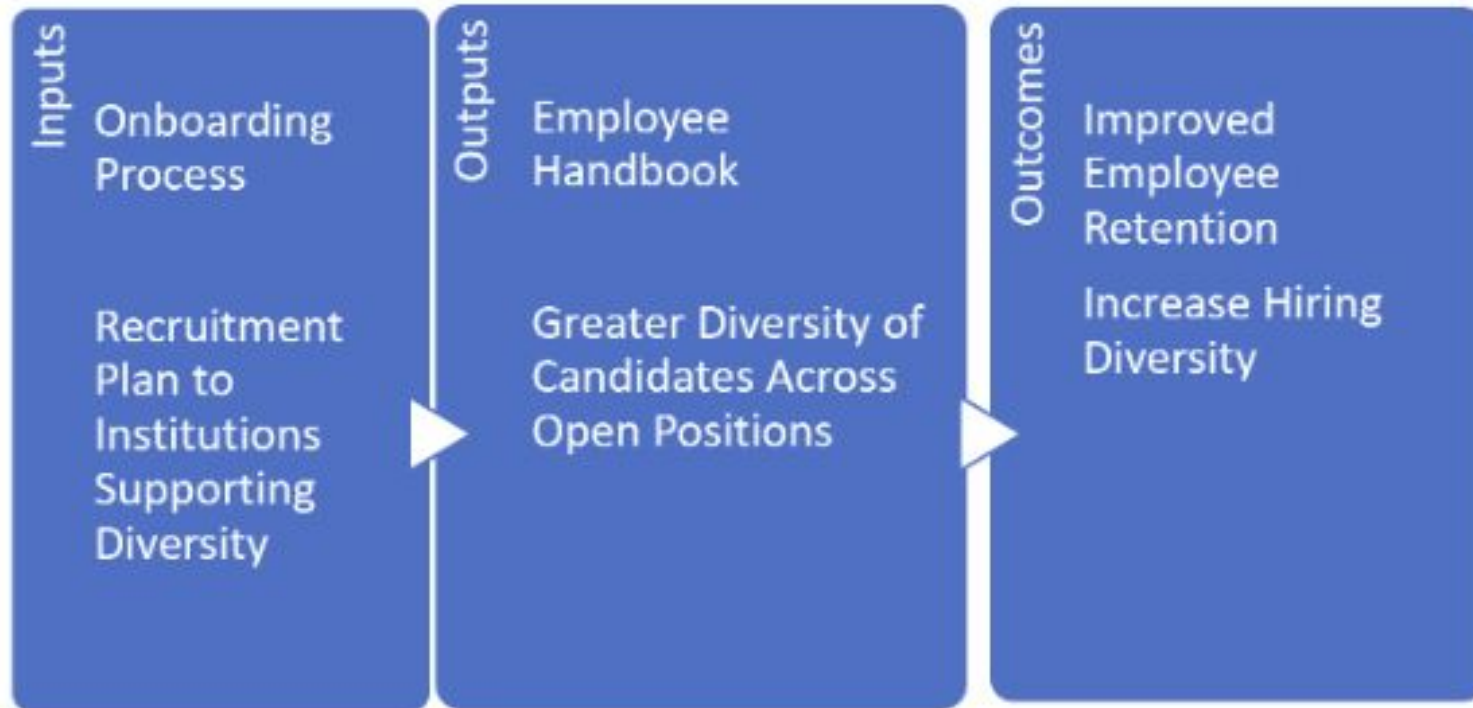 Inputs
Onboarding
Process
Recruitment
Plan to
Institutions
Supporting
Diversity
Outputs
Employee
Handbook
Greater Diversity of
Candidates Across
Open Positions
Outcomes
Improved
Employee
Retention
Increase Hiring
Diversity